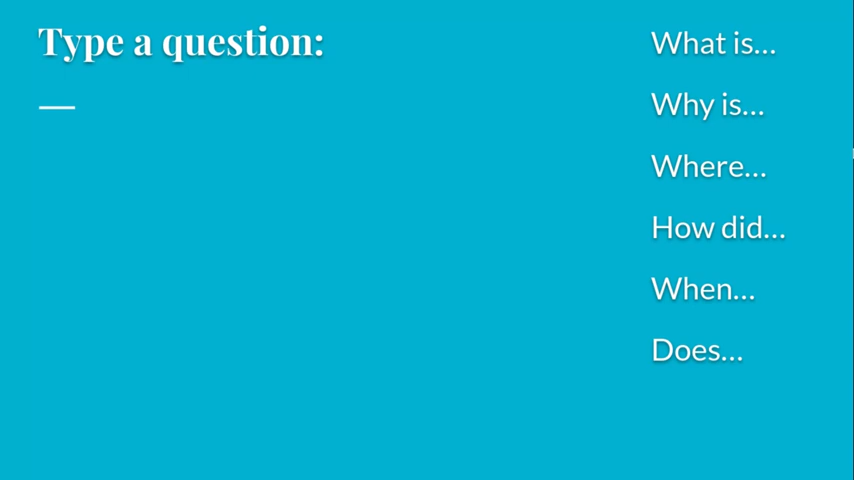 Type a question:
What is...
Why is...
Where...
How did...
When...
Does...